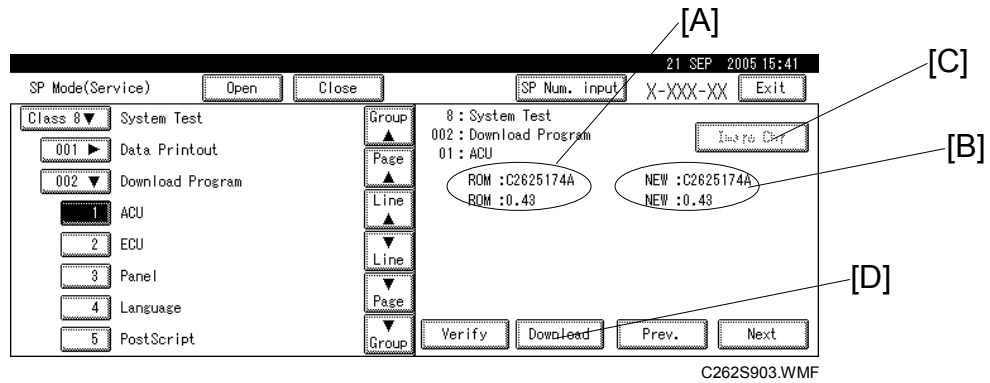 [A]
21 SEP 2005 15:41
[C]
SP Mode(Service) Open Close SP Num. input X-XXX-XX Exit
Class 8▼ System Test
001 ► Data Printout
002 ▼ Download Program
1 ACU
2 ECU
3 Panel
4 Language
5 PostScript
Group
▲
Page
▲
Line
▲
▼
Line
▼
Page
▼
Group
8 : System Test
002 : Download Program
01 : ACU
[B]
ROM :C2625174A NEW :C2625174A
ROM :0.43 NEW :0.43
[D]
Verify Download Prev. Next
C262S903.WMF